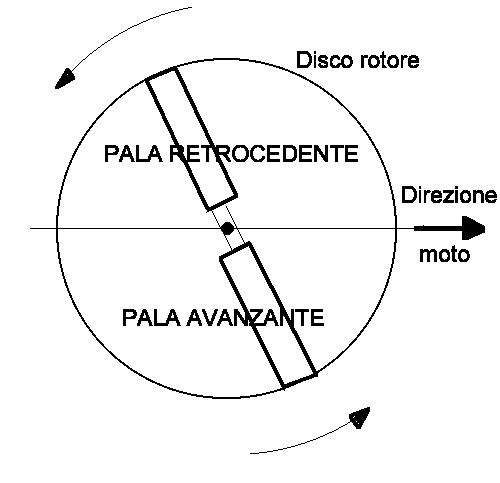 Disco rotore
PALA RETROCEDENTE
Direzione
moto
PALA AVANZANTE